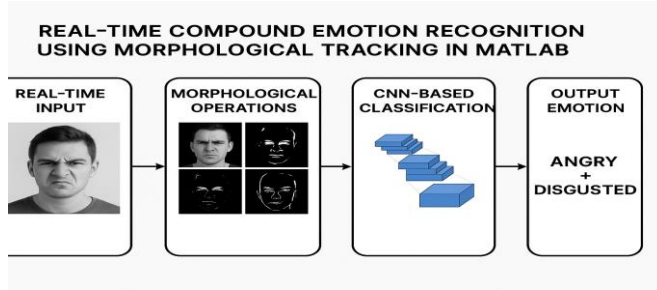 REAL-TIME COMPOUND EMOTION RECOGNITION
USING MORPHOLOGICAL TRACKING IN MATLAB
REAL-TIME
INPUT
MORPHOLOGICAL
OPERATIONS
CNN-BASED
CLASSIFICATION
OUTPUT
EMOTION
ANGRY
+
DISGUSTED